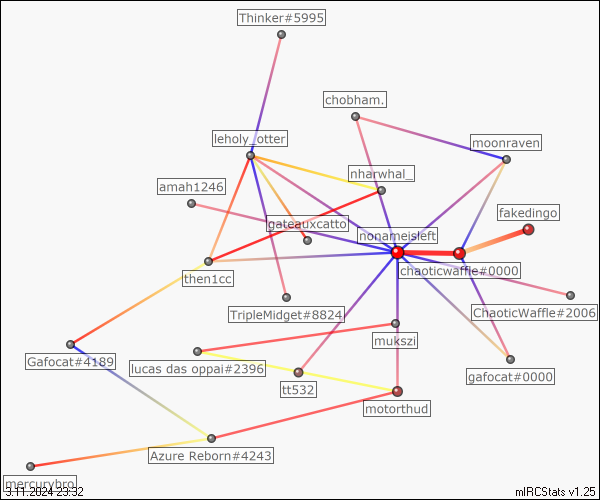 Thinker#5995
chobham.
leholy_otter
moonraven
nharwhal_
amah1246
fakedingo
gateauxcatto
nonameisleft
chaoticwaffle#0000
then1cc
TripleMidget#8824
ChaoticWaffle#2006
mukszi
Gafocat#4189
lucas das oppai#2396
gafocat#0000
tt532
motorthud
Azure Reborn#4243
mercurybro
3.11.2024 23:32
mIRCStats v1.25